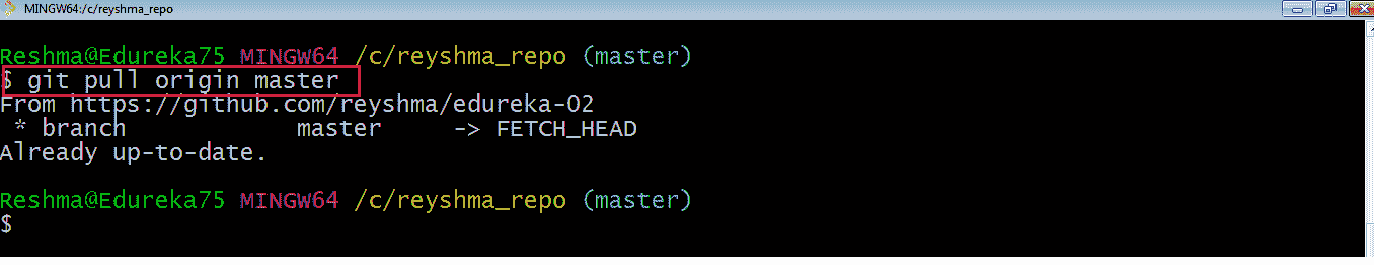 MINGW64:/c/reyshma_repo
Reshma@Edureka75 MINGW64 /c/reyshma_repo (master)
$ git pull origin master
From https://github.com/reyshma/edureka-02
* branch master -> FETCH_HEAD
Already up-to-date.
Reshma@Edureka75 MINGW64 /c/reyshma_repo (master)
$